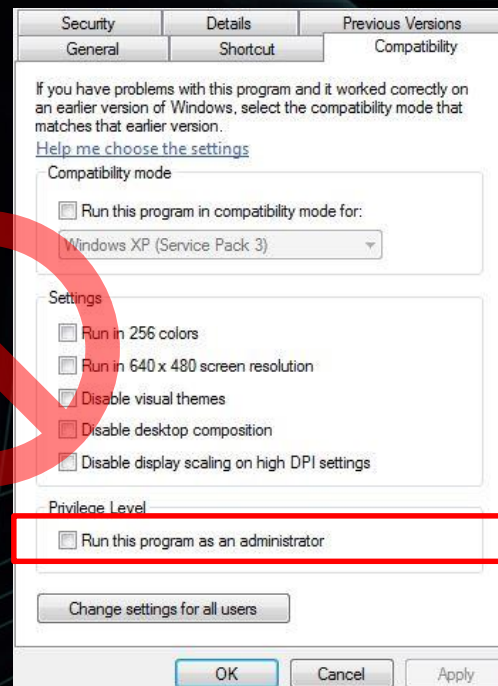 Security Details Previous Versions
General Shortcut Compatibility
If you have problems with this program and it worked correctly on
an earlier version of Windows, select the compatibility mode that
matches that earlier version.
Help me choose the settings
Compatibility mode
Run this program in compatibility mode for:
Windows XP (Service Pack 3)
Settings
Run in 256 colors
Run in 640 x 480 screen resolution
Disable visual themes
Disable desktop composition
Disable display scaling on high DPI settings
Privilege Level
Run this program as an administrator
Change settings for all users
OK Cancel Apply